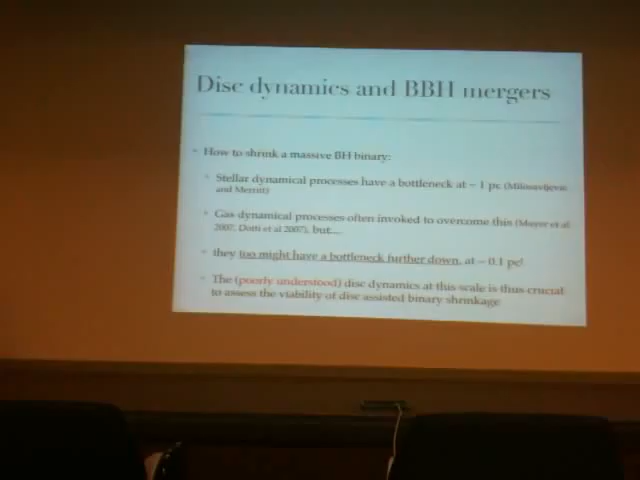 Disc dynamics and BBH mergers
How to shrink a massive BH binary:
Stellar dynamical processes have a bottleneck at ~ 1 pc (Milosavljevic
and Merritt)
Gas dynamical processes often invoked to overcome this (Mayer et al
2007, Dotti et al 2007), but....
they too might have a bottleneck further down, at ~ 0.1 pc!
The (poorly understood) disc dynamics at this scale is thus crucial
to assess the viability of disc assisted binary shrinkage